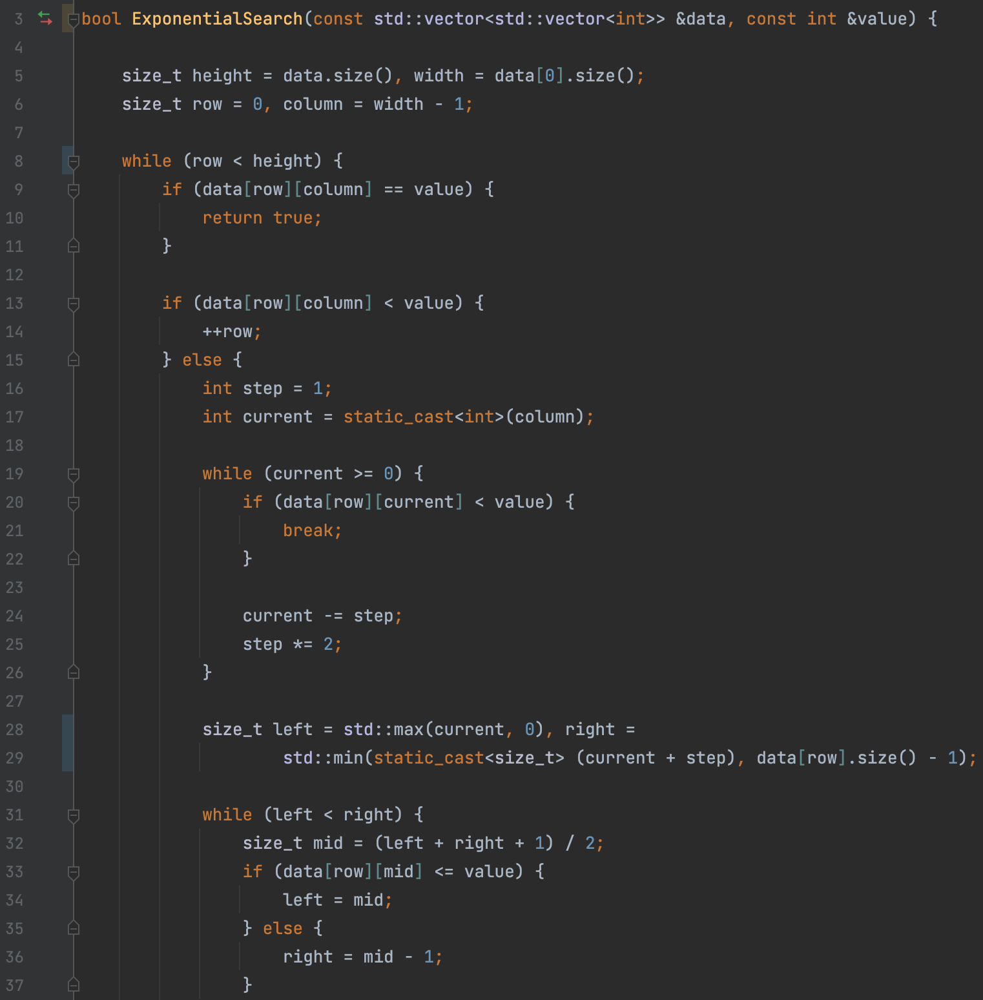 3 bool ExponentialSearch(const std::vector<std::vector<int>> &data, const int &value) {
4
5     size_t height = data.size(), width = data[0].size();
6     size_t row = 0, column = width - 1;
7
8     while (row < height) {
9         if (data[row][column] == value) {
10             return true;
11         }
12
13         if (data[row][column] < value) {
14             ++row;
15         } else {
16             int step = 1;
17             int current = static_cast<int>(column);
18
19             while (current >= 0) {
20                 if (data[row][current] < value) {
21                     break;
22                 }
23
24                 current -= step;
25                 step *= 2;
26             }
27
28             size_t left = std::max(current, 0), right =
29                     std::min(static_cast<size_t> (current + step), data[row].size() - 1);
30
31             while (left < right) {
32                 size_t mid = (left + right + 1) / 2;
33                 if (data[row][mid] <= value) {
34                     left = mid;
35                 } else {
36                     right = mid - 1;
37                 }